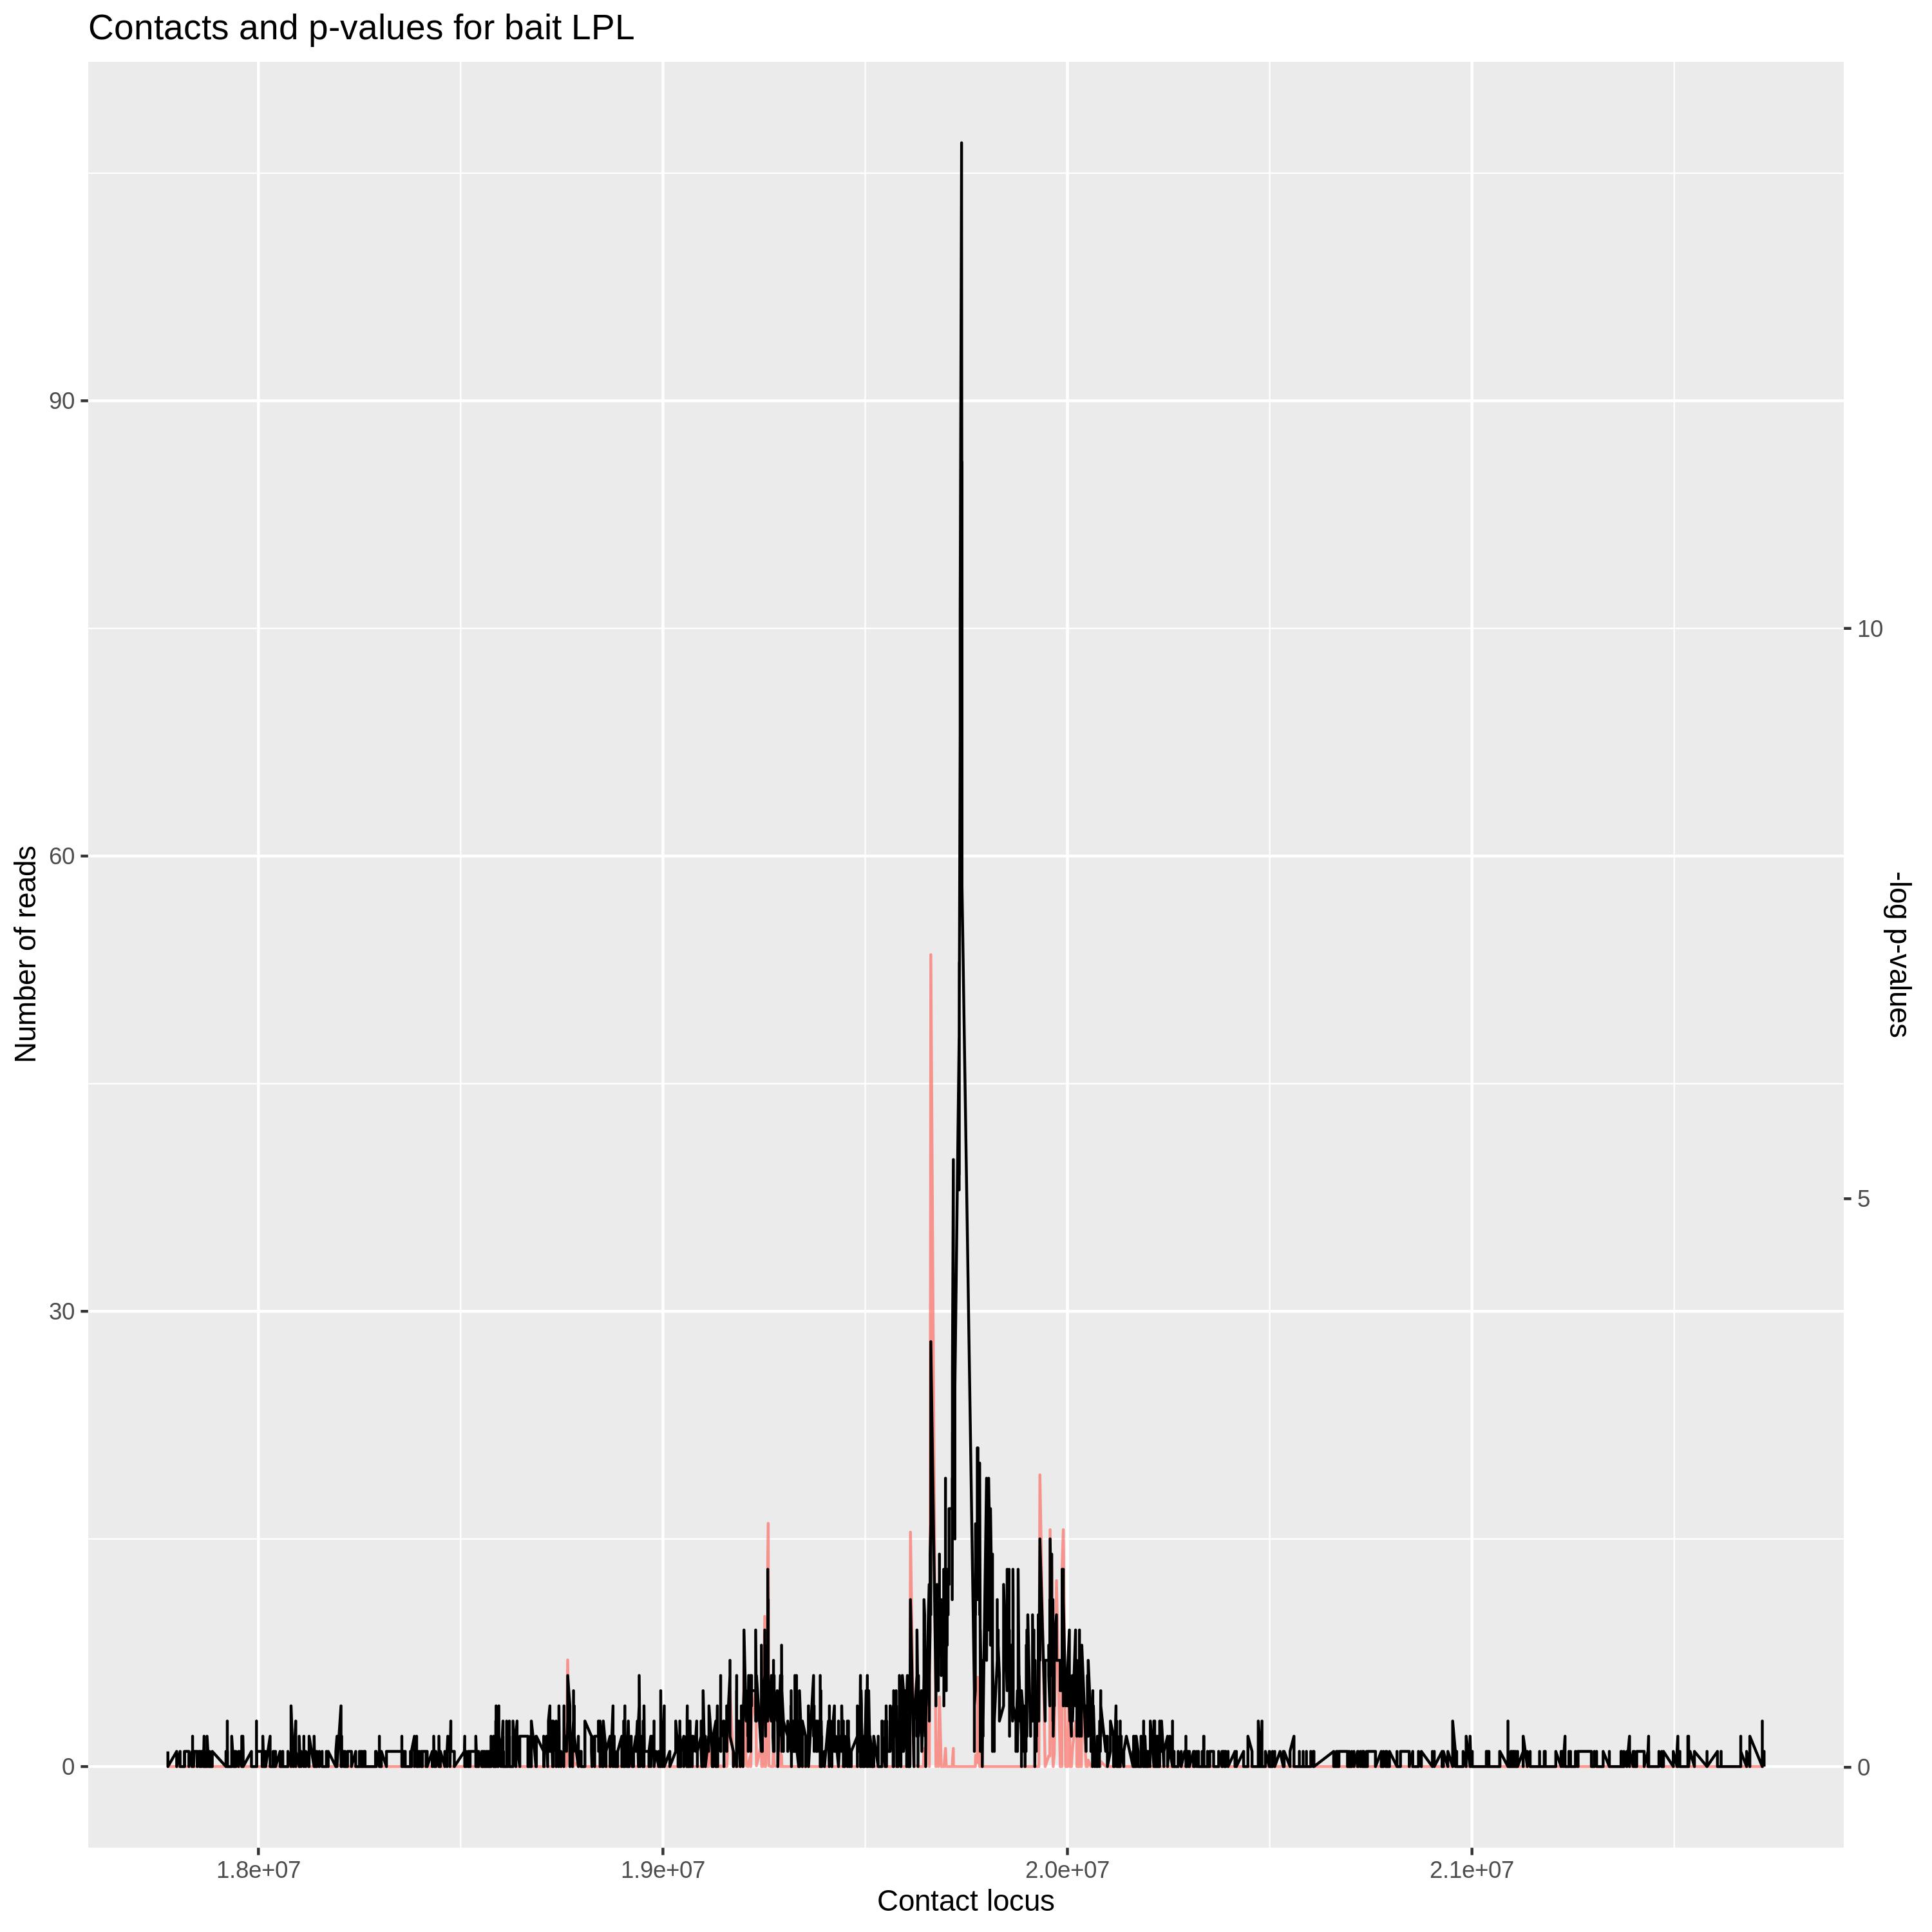 Contacts and p-values for bait LPL
Number of reads
90
60
30
0
10
5
0
-log p-values
1.8e+07
1.9e+07
2.0e+07
2.1e+07
Contact locus